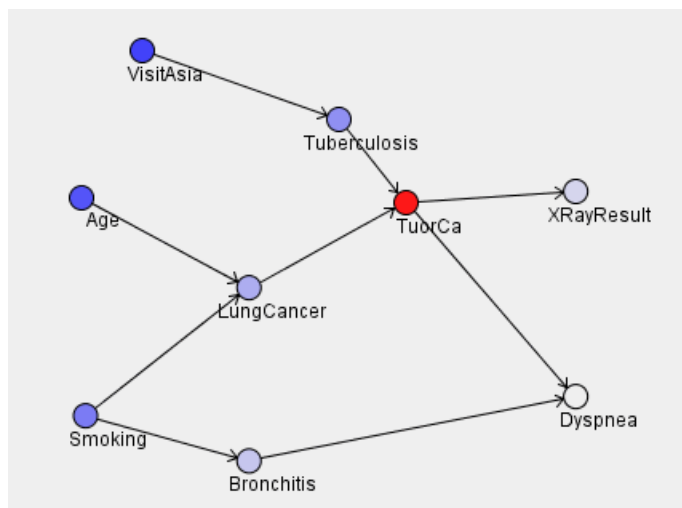 VisitAsia
Tuberculosis
Age
TuorCa
XRayResult
LungCancer
Smoking
Dyspnea
Bronchitis